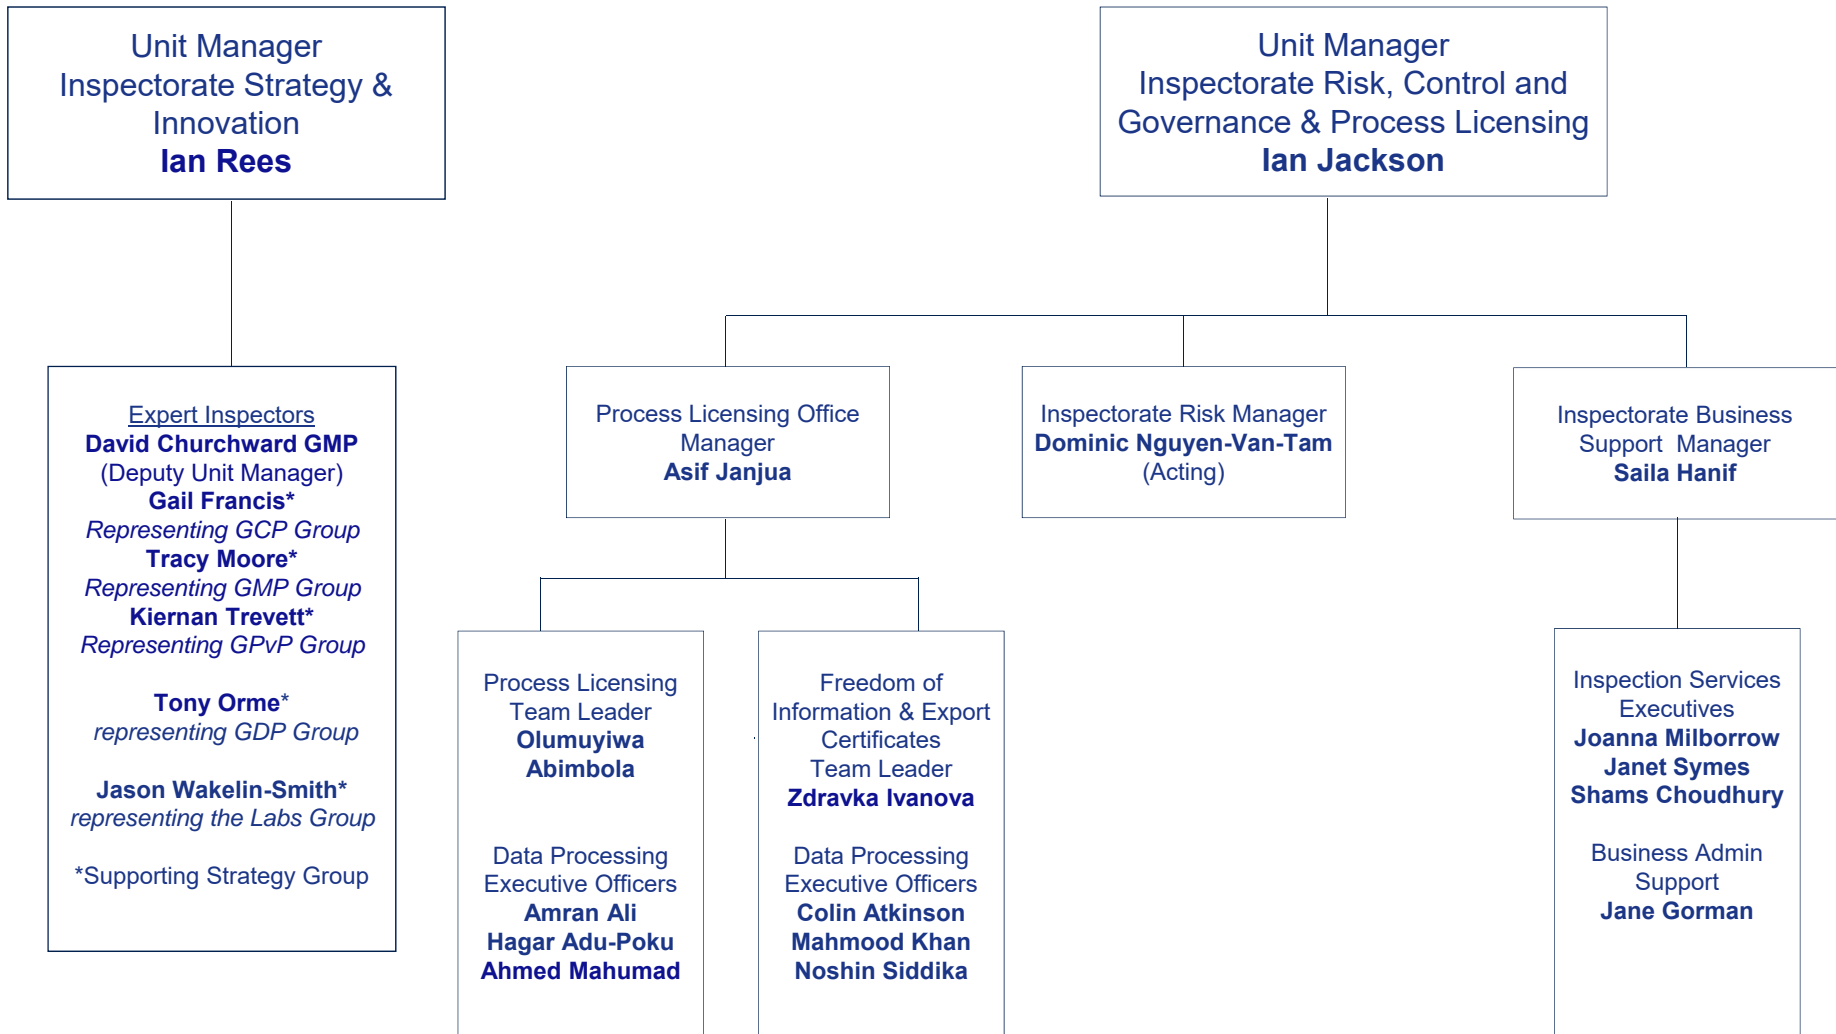 Unit Manager
Inspectorate Strategy &
Innovation
Ian Rees
Unit Manager
Inspectorate Risk, Control and
Governance & Process Licensing
Ian Jackson
Expert Inspectors
David Churchward GMP
(Deputy Unit Manager)
Gail Francis*
Representing GCP Group
Tracy Moore*
Representing GMP Group
Kiernan Trevett*
Representing GPvP Group
Tony Orme*
representing GDP Group
Jason Wakelin-Smith*
representing the Labs Group
*Supporting Strategy Group
Process Licensing Office
Manager
Asif Janjua
Inspectorate Risk Manager
Dominic Nguyen-Van-Tam
(Acting)
Inspectorate Business
Support Manager
Saila Hanif
Process Licensing
Team Leader
Olumuyiwa
Abimbola
Data Processing
Executive Officers
Amran Ali
Hagar Adu-Poku
Ahmed Mahumad
Freedom of
Information & Export
Certificates
Team Leader
Zdravka Ivanova
Data Processing
Executive Officers
Colin Atkinson
Mahmood Khan
Noshin Siddika
Inspection Services
Executives
Joanna Milborrow
Janet Symes
Shams Choudhury
Business Admin
Support
Jane Gorman